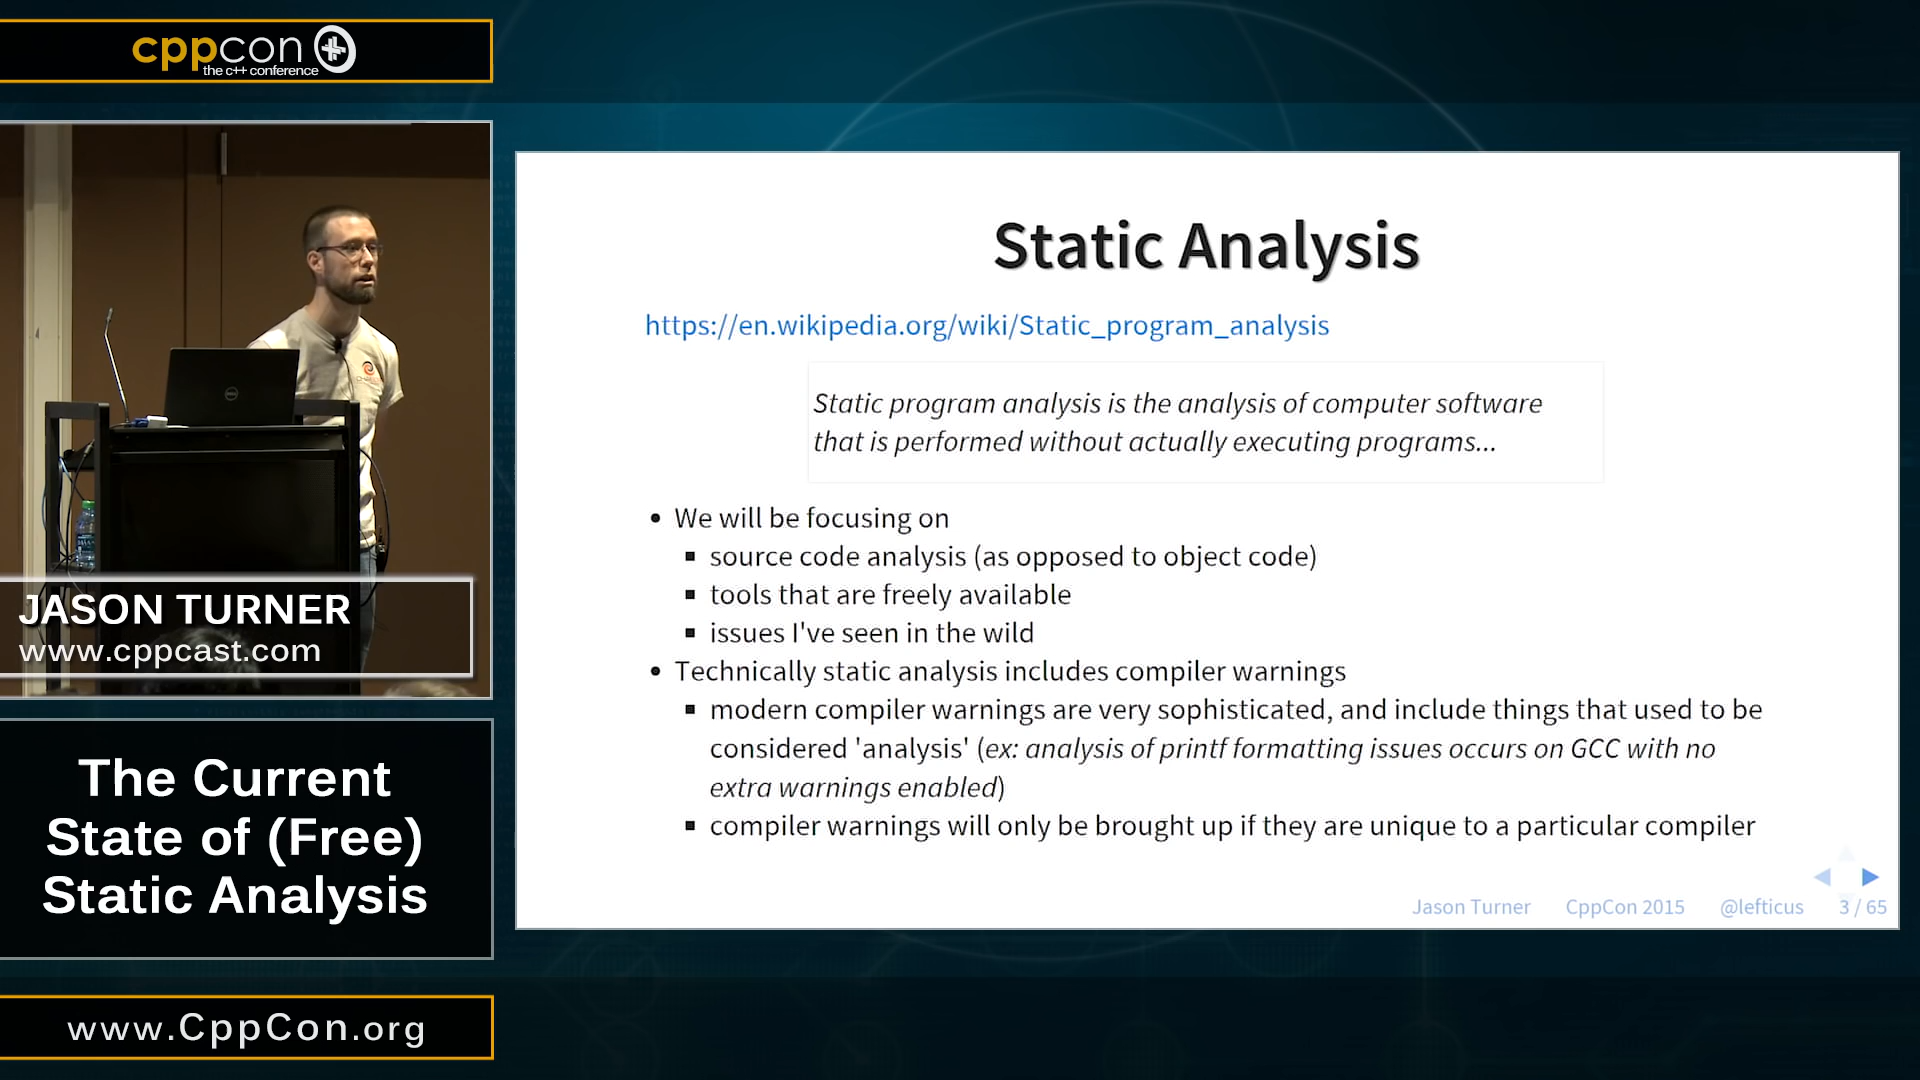 cppcon
the c++ conference
JASON TURNER
www.cppcast.com
The Current
State of (Free)
Static Analysis
www.CppCon.org
Static Analysis
https://en.wikipedia.org/wiki/Static_program_analysis
Static program analysis is the analysis of computer software
that is performed without actually executing programs...
• We will be focusing on
▪ source code analysis (as opposed to object code)
▪ tools that are freely available
▪ issues I've seen in the wild
• Technically static analysis includes compiler warnings
▪ modern compiler warnings are very sophisticated, and include things that used to be
considered 'analysis' (ex: analysis of printf formatting issues occurs on GCC with no
extra warnings enabled)
▪ compiler warnings will only be brought up if they are unique to a particular compiler
Jason Turner CppCon 2015 @lefticus 3 / 65